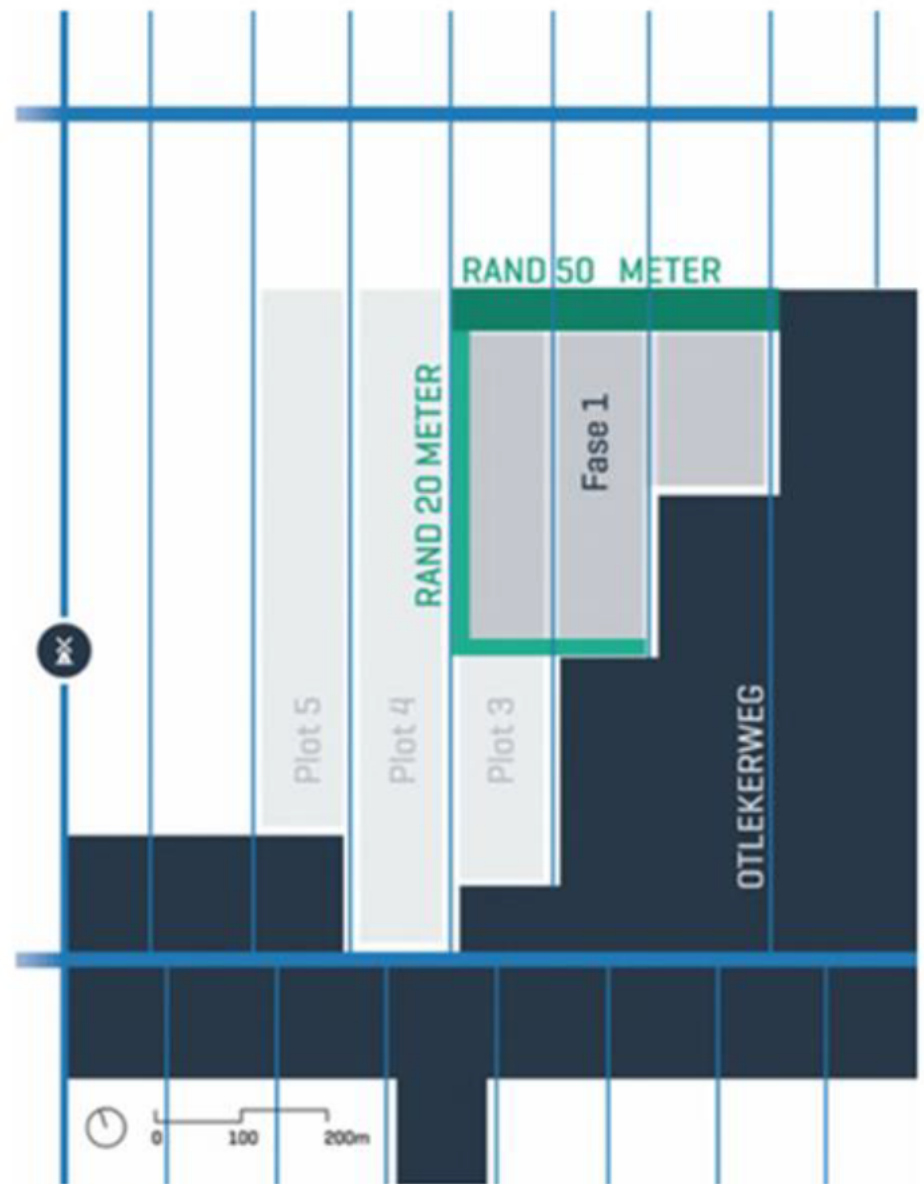 RAND 50 METER
RAND 20 METER
Fase 1
Plot 5
Plot 4
Plot 3
OTLEKERWEG
0 100 200m